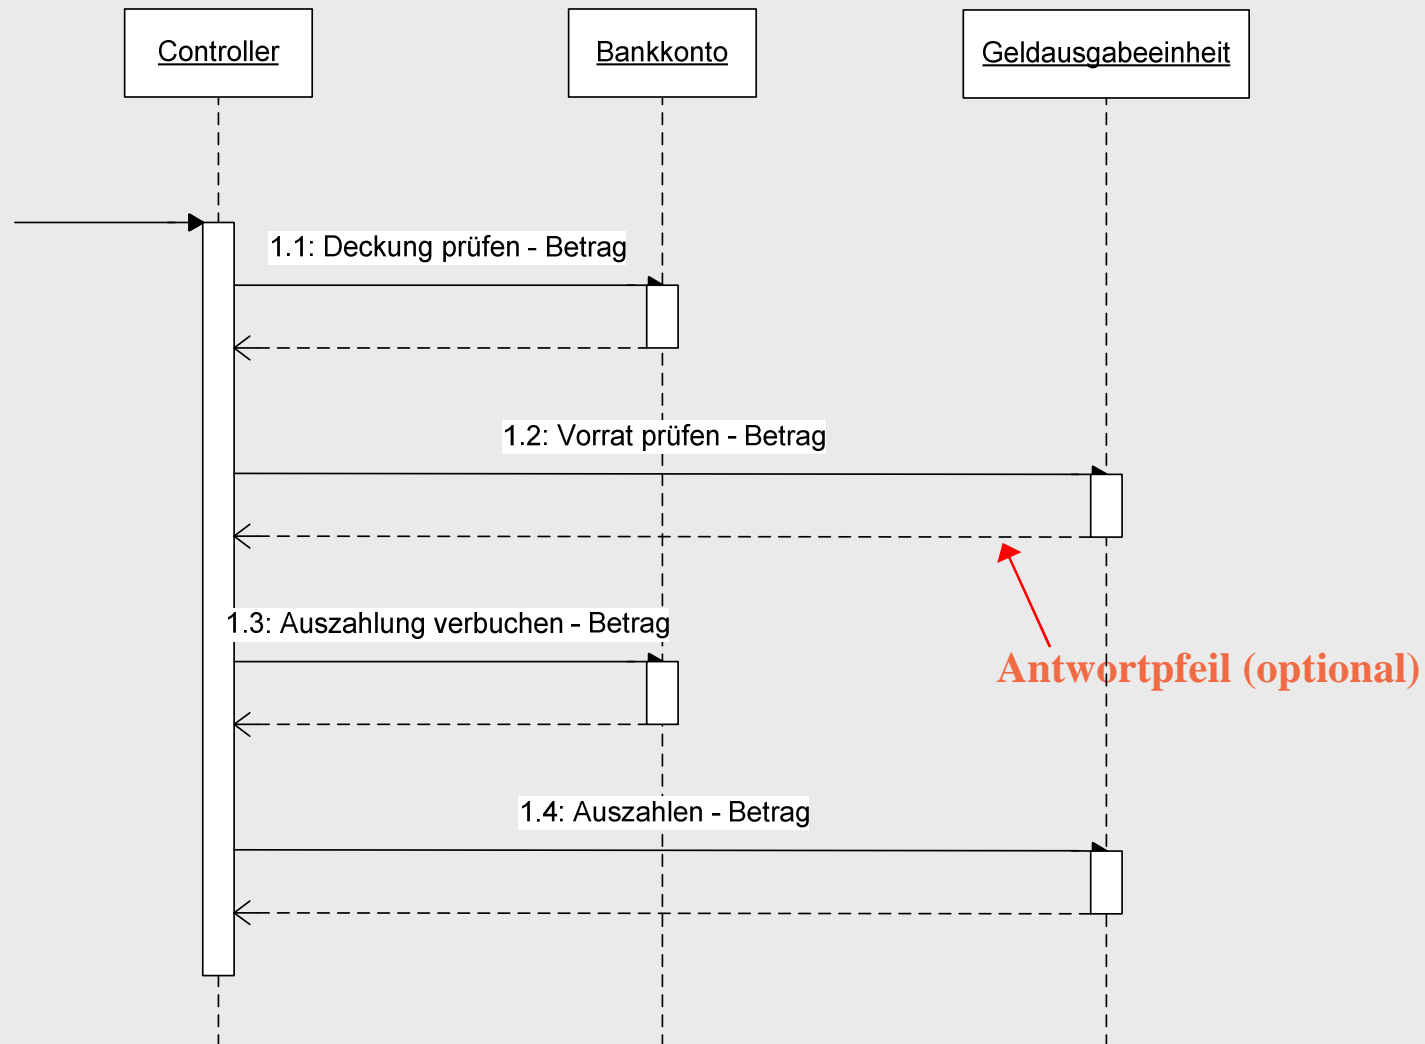 Controller
Bankkonto
Geldausgabeeinheit
1.1: Deckung prüfen - Betrag
1.2: Vorrat prüfen - Betrag
1.3: Auszahlung verbuchen - Betrag
Antwortpfeil (optional)
1.4: Auszahlen - Betrag